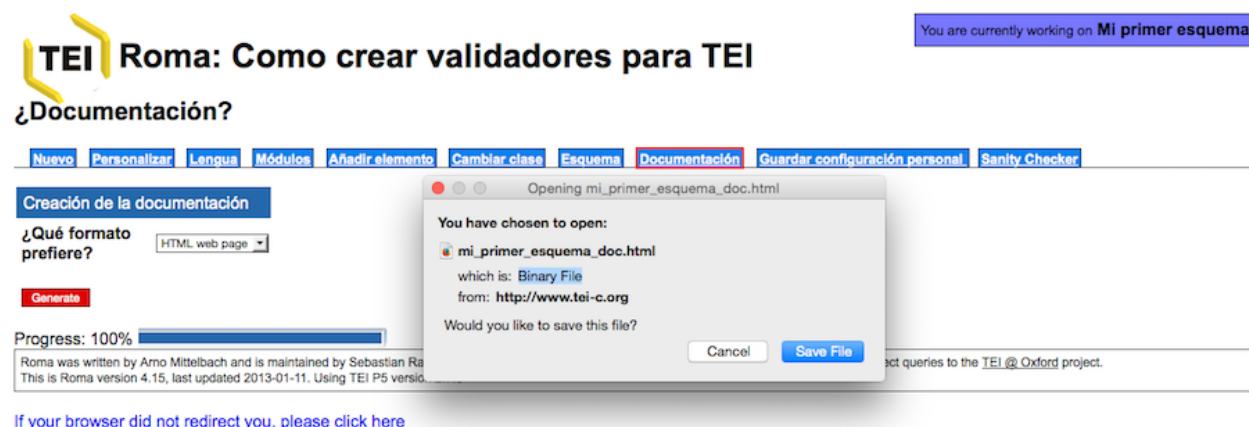 You are currently working on Mi primer esquema
TEI Roma: Como crear validadores para TEI
¿Documentación?
Nuevo Personalizar Lengua Módulos Añadir elemento Cambiar clase Esquema Documentación Guardar configuración personal Sanity Checker
Creación de la documentación
¿Qué formato prefiere?
HTML web page
Generate
Progress: 100%
Roma was written by Arno Mittelbach and is maintained by Sebastian
queries to the TEI @ Oxford project.
This is Roma version 4.15, last updated 2013-01-11. Using TEI P5
If your browser did not redirect you, please click here
Opening mi_primer_esquema_doc.html
You have chosen to open:
mi_primer_esquema_doc.html
which is: Binary File
from: http://www.tei-c.org
Would you like to save this file?
Cancel Save File